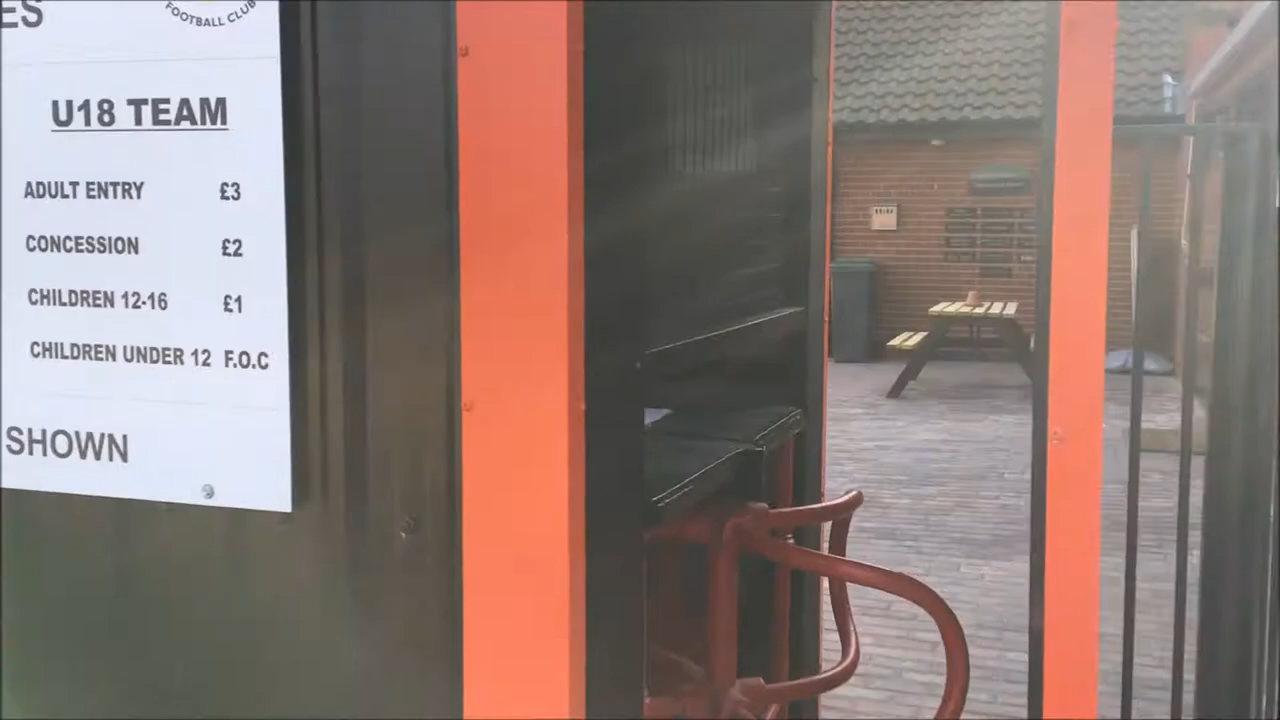 ES
FOOTBALL CLUB
U18 TEAM
ADULT ENTRY £3
CONCESSION £2
CHILDREN 12-16 £1
CHILDREN UNDER 12 F.O.C
SHOWN